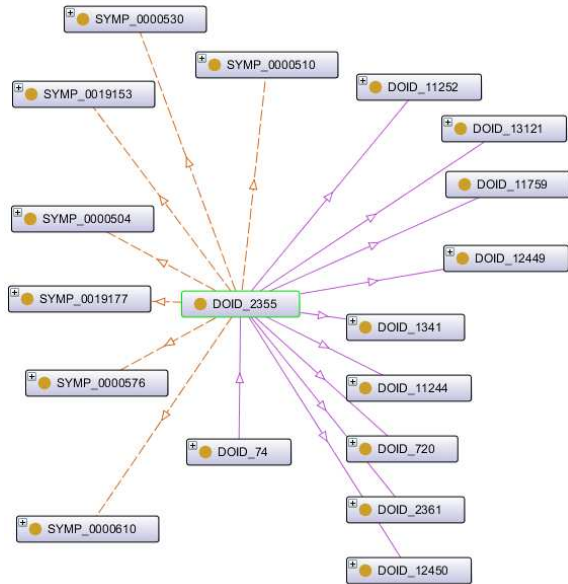 SYMP_0000530
SYMP_0000510
DOID_11252
SYMP_0019153
DOID_13121
DOID_11759
SYMP_0000504
DOID_12449
SYMP_0019177
DOID_2355
DOID_1341
SYMP_0000576
DOID_11244
DOID_74
DOID_720
DOID_2361
SYMP_0000610
DOID_12450